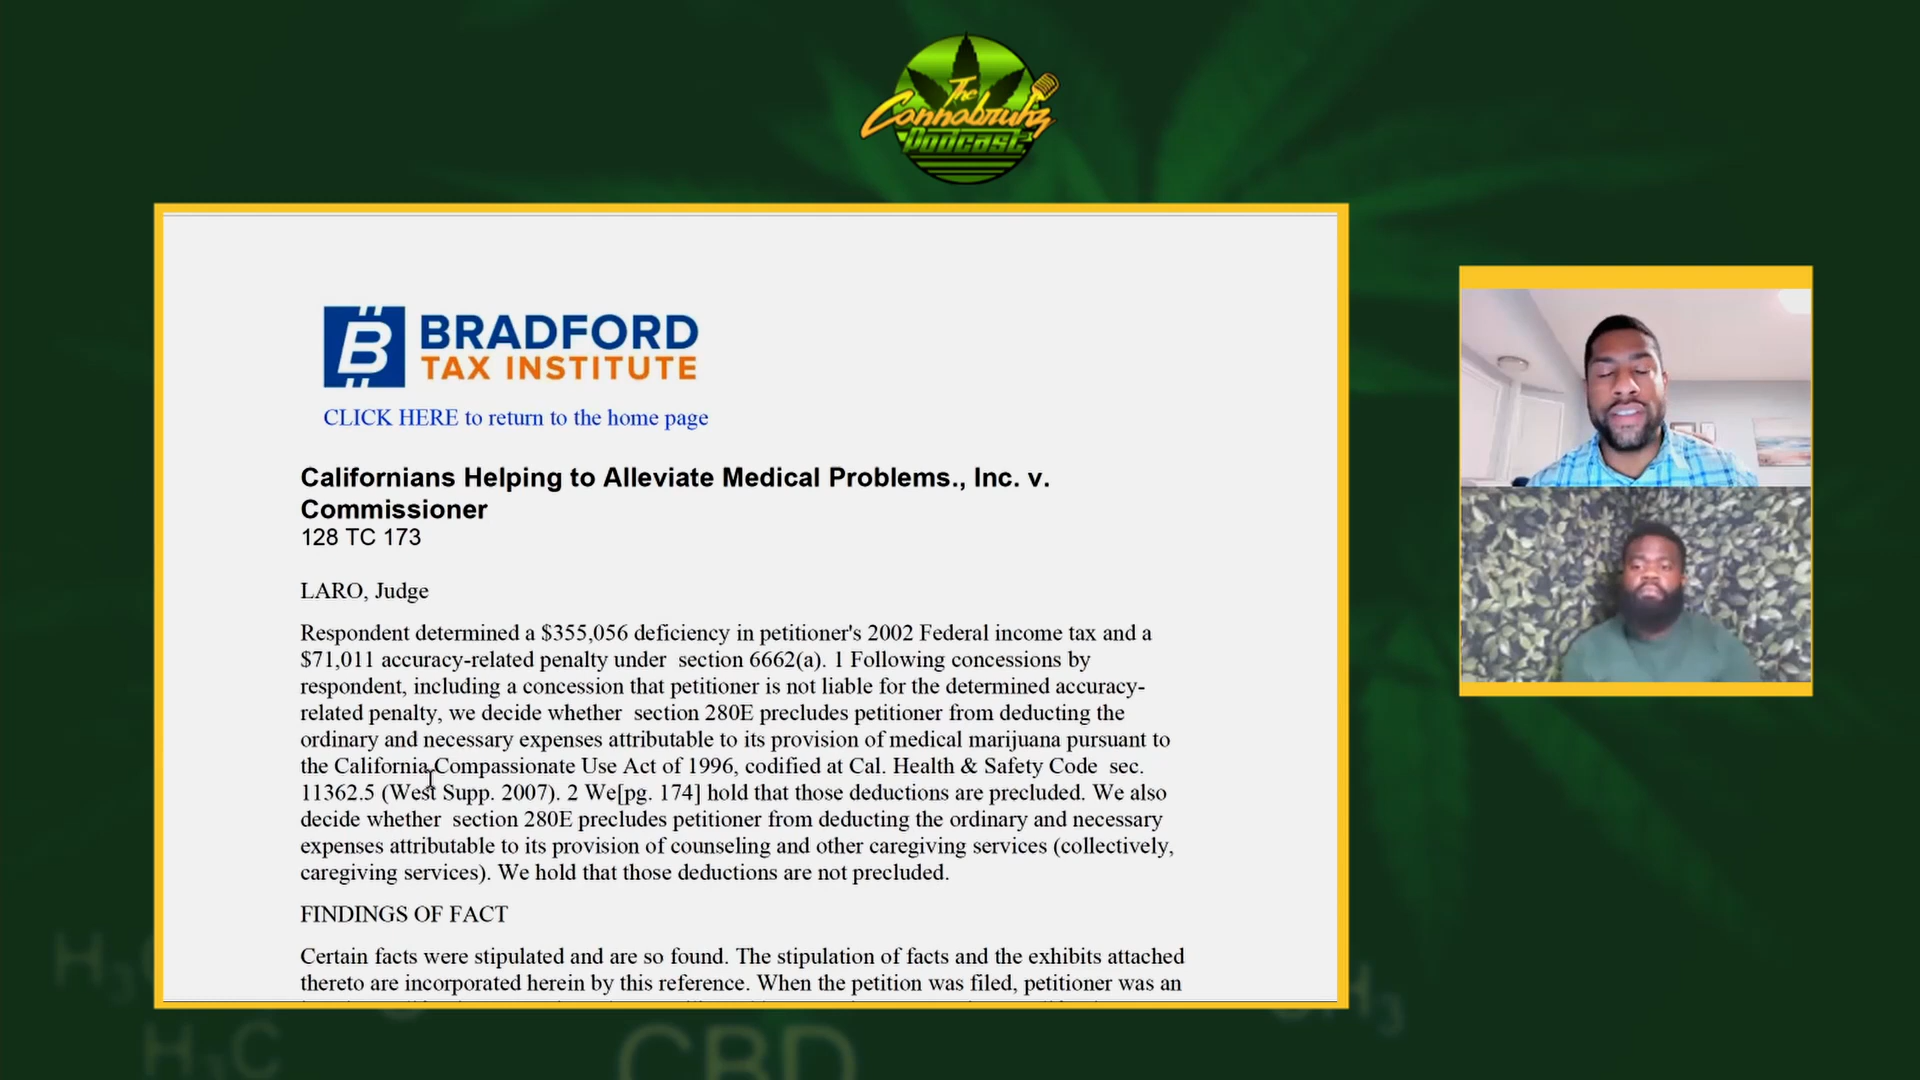 The
Cannabruhz
Podcast
B BRADFORD
TAX INSTITUTE
CLICK HERE to return to the home page
Californians Helping to Alleviate Medical Problems., Inc. v.
Commissioner
128 TC 173
LARO, Judge
Respondent determined a $355,056 deficiency in petitioner's 2002 Federal income tax and a
$71,011 accuracy-related penalty under section 6662(a). 1 Following concessions by
respondent, including a concession that petitioner is not liable for the determined accuracy-
related penalty, we decide whether section 280E precludes petitioner from deducting the
ordinary and necessary expenses attributable to its provision of medical marijuana pursuant to
the California Compassionate Use Act of 1996, codified at Cal. Health & Safety Code sec.
11362.5 (West Supp. 2007). 2 We[pg. 174] hold that those deductions are precluded. We also
decide whether section 280E precludes petitioner from deducting the ordinary and necessary
expenses attributable to its provision of counseling and other caregiving services (collectively,
caregiving services). We hold that those deductions are not precluded.
FINDINGS OF FACT
Certain facts were stipulated and are so found. The stipulation of facts and the exhibits attached
thereto are incorporated herein by this reference. When the petition was filed, petitioner was an
H₃C
H₃C
CBD
CH₃